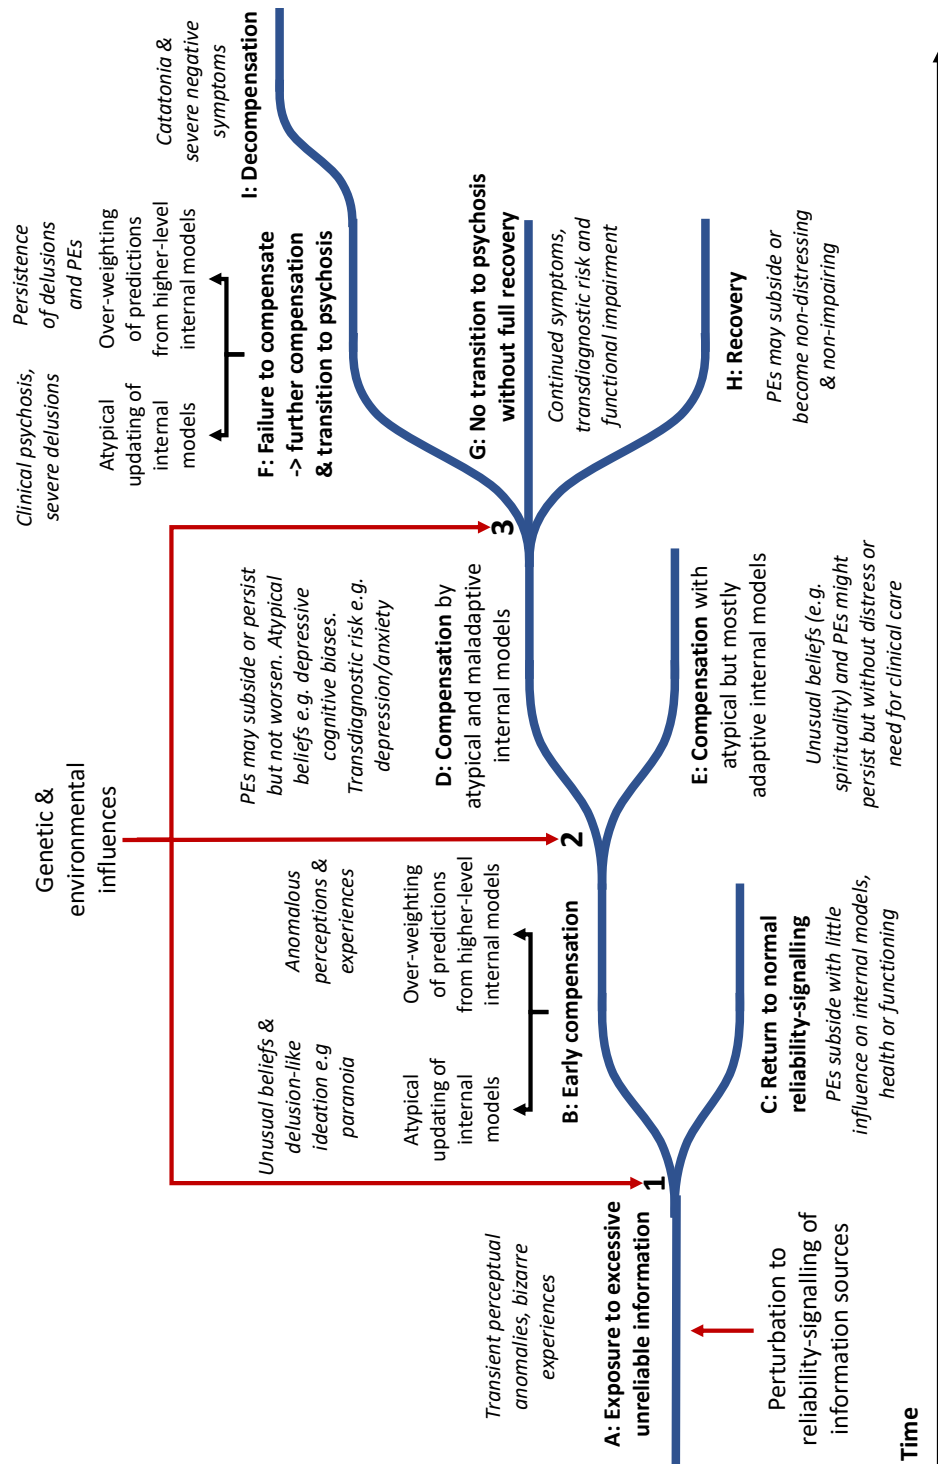 Genetic &
environmental
influences
Clinical psychosis,
severe delusions
Persistence
of delusions
and PEs
Atypical
updating of
internal
models
Over-weighting
of predictions
from higher-level
internal models
F: Failure to compensate
-> further compensation
& transition to psychosis
Catatonia &
severe negative
symptoms
I: Decompensation
Unusual beliefs &
delusion-like
ideation e.g
paranoia
Anomalous
perceptions &
experiences
Atypical
updating of
internal
models
Over-weighting
of predictions
from higher-level
internal models
B: Early compensation
PEs may subside or persist
but not worsen. Atypical
beliefs e.g. depressive
cognitive biases.
Transdiagnostic risk e.g.
depression/anxiety
D: Compensation by
atypical and maladaptive
internal models
G: No transition to psychosis
without full recovery
Continued symptoms,
transdiagnostic risk and
functional impairment
Transient perceptual
anomalies, bizarre
experiences
A: Exposure to excessive
unreliable information
1
2
3
Perturbation to
reliability-signalling of
information sources
C: Return to normal
reliability-signalling
PEs subside with little
influence on internal models,
health or functioning
E: Compensation with
atypical but mostly
adaptive internal models
Unusual beliefs (e.g.
spirituality) and PEs might
persist but without distress or
need for clinical care
H: Recovery
PEs may subside or
become non-distressing
& non-impairing
Time